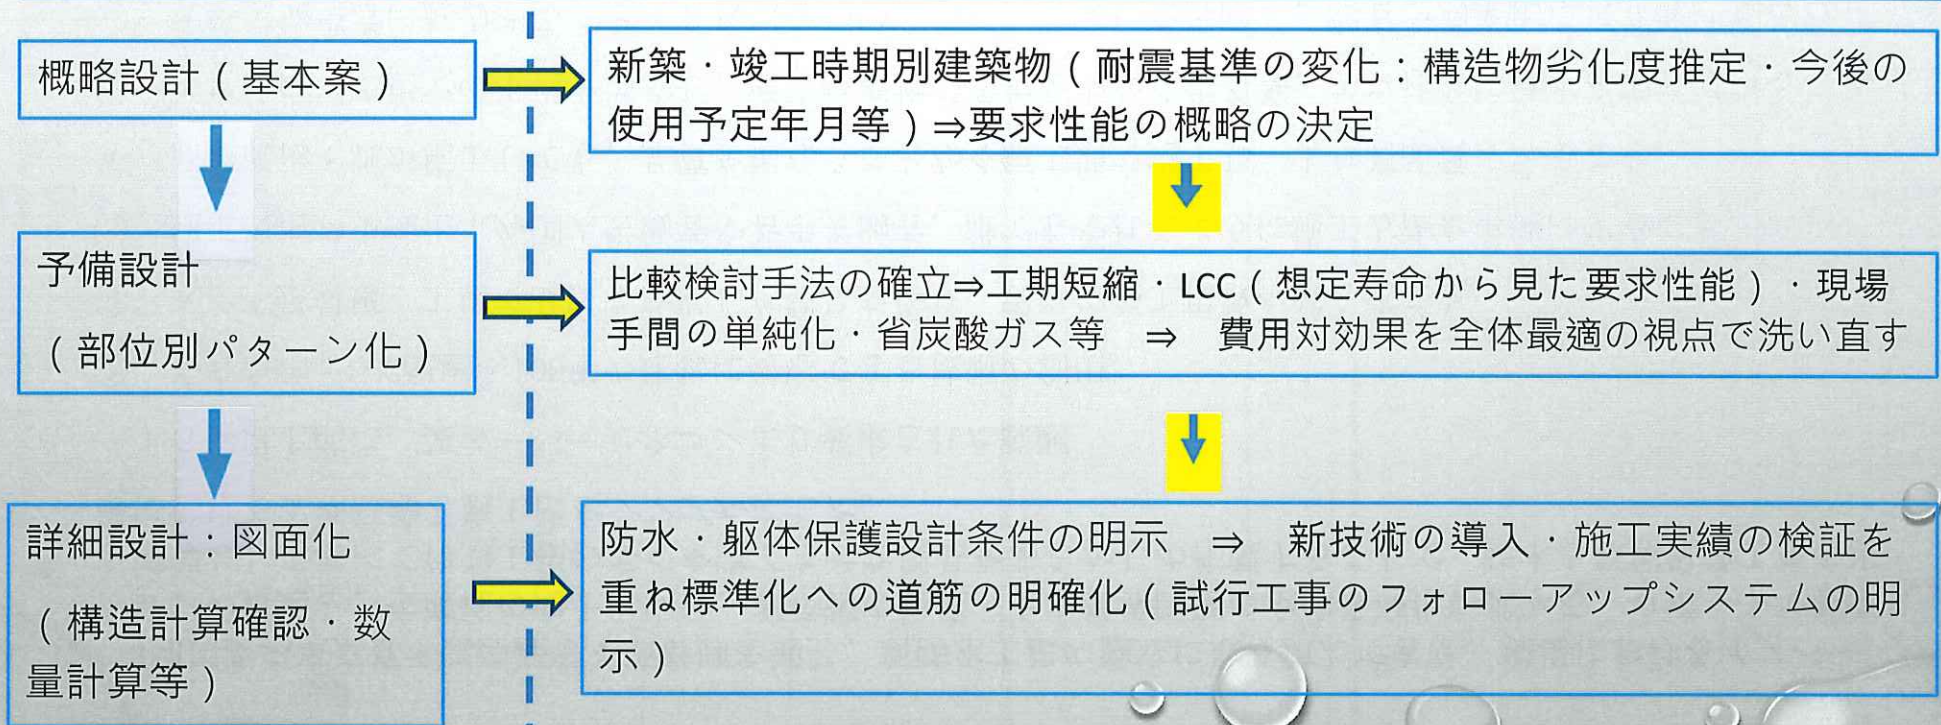 概略設計（基本案）
新築・竣工時期別建築物（耐震基準の変化：構造物劣化度推定・今後の
使用予定年月等）⇒要求性能の概略の決定
予備設計
（部位別パターン化）
比較検討手法の確立⇒工期短縮・LCC（想定寿命から見た要求性能）・現場
手間の単純化・省炭酸ガス等　⇒　費用対効果を全体最適の視点で洗い直す
詳細設計：図面化
（構造計算確認・数
量計算等）
防水・躯体保護設計条件の明示　⇒　新技術の導入・施工実績の検証を
重ね標準化への道筋の明確化（試行工事のフォローアップシステムの明
示）